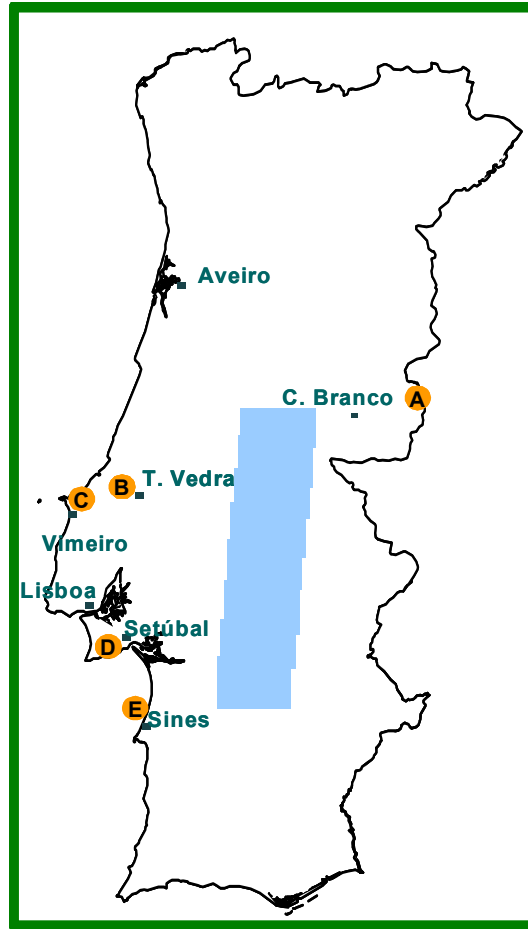 Aveiro
C. Branco
A
T. Vedra
B
C
Vimeiro
Lisboa
Setúbal
D
E
Sines